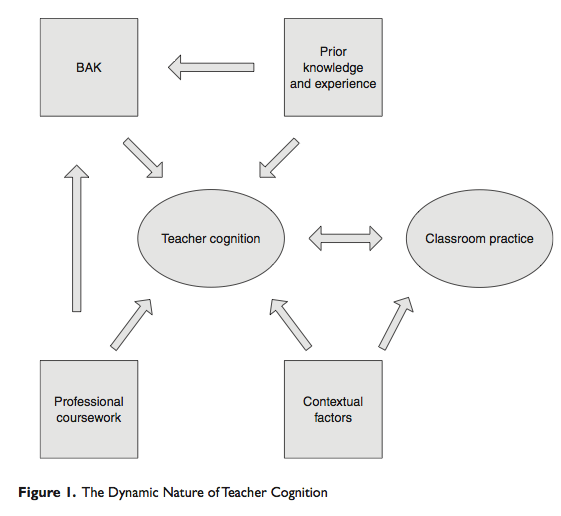 BAK
Prior
knowledge
and experience
Teacher cognition
Classroom practice
Professional
coursework
Contextual
factors
Figure 1. The Dynamic Nature of Teacher Cognition